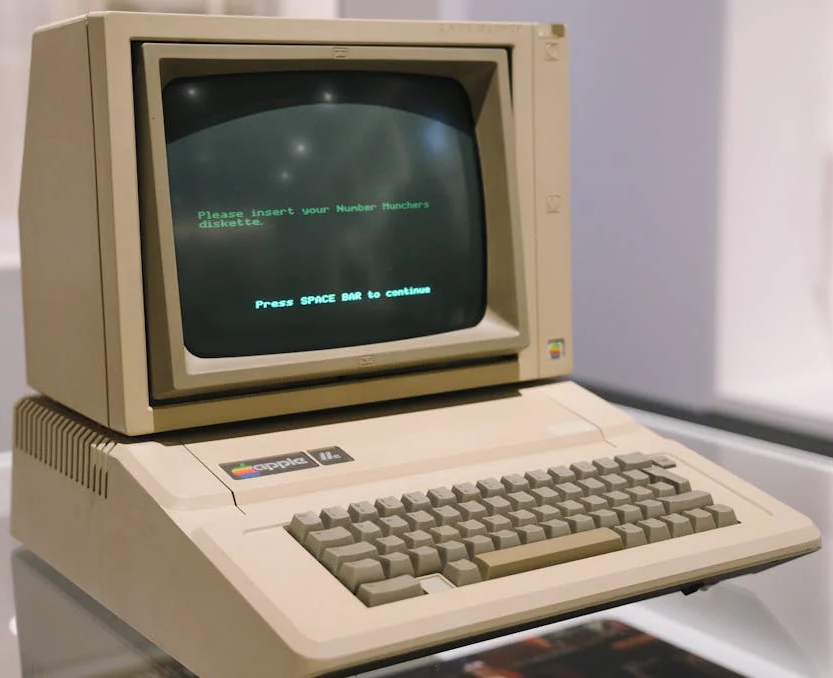 Please insert your Number Munchers
diskette.
Press SPACE BAR to continue
apple IIe